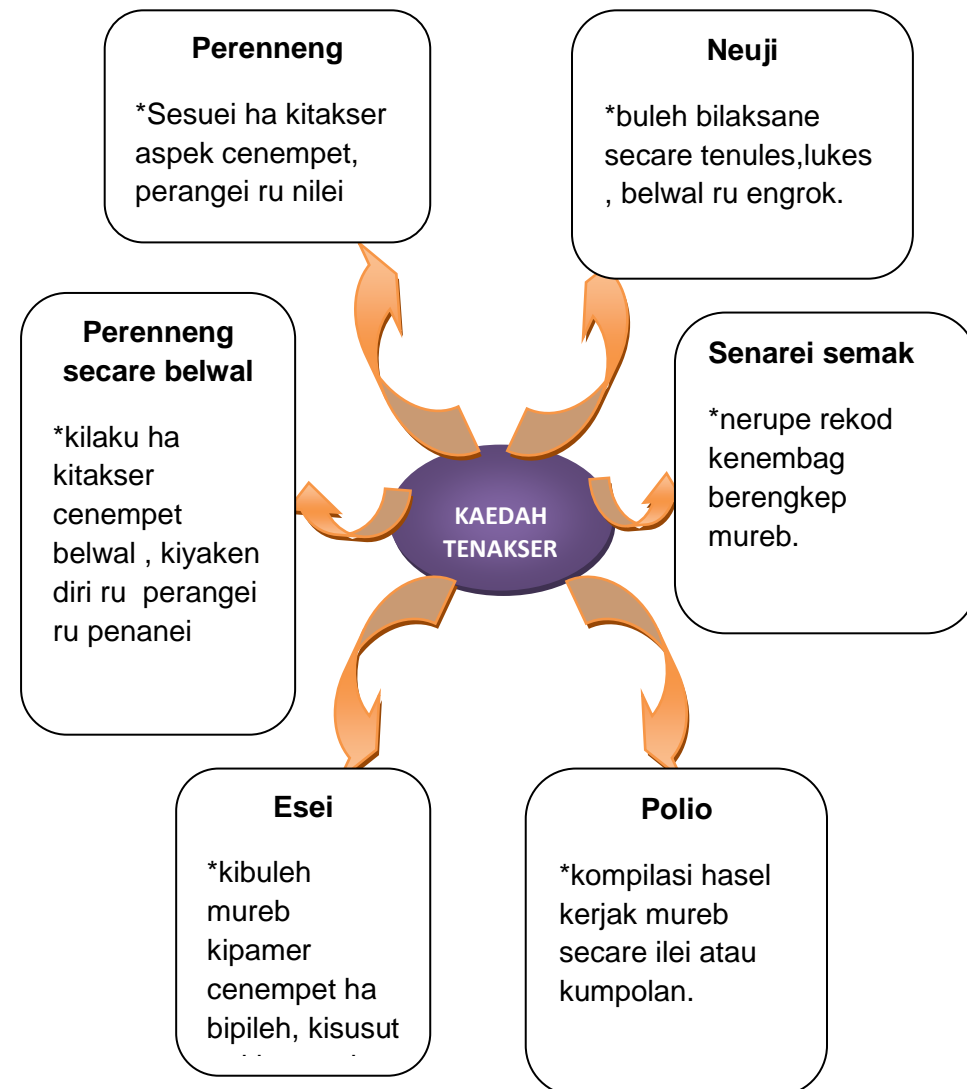 Perenneng
*Sesuei ha kitakser
aspek cenempet,
perangei ru nilei
Neuji
*buleh bilaksane
secare tenules,lukes
, belwal ru engrok.
Perenneng
secare belwal
*kilaku ha
kitakser
cenempet
belwal , kiyaken
diri ru perangei
ru penanei
Senarei semak
*nerupe rekod
kenembag
berengkep
mureb.
KAEDAH
TENAKSER
Esei
*kibuleh
mureb
kipamer
cenempet ha
bipileh, kisusut
Polio
*kompilasi hasel
kerjak mureb
secare ilei atau
kumpolan.